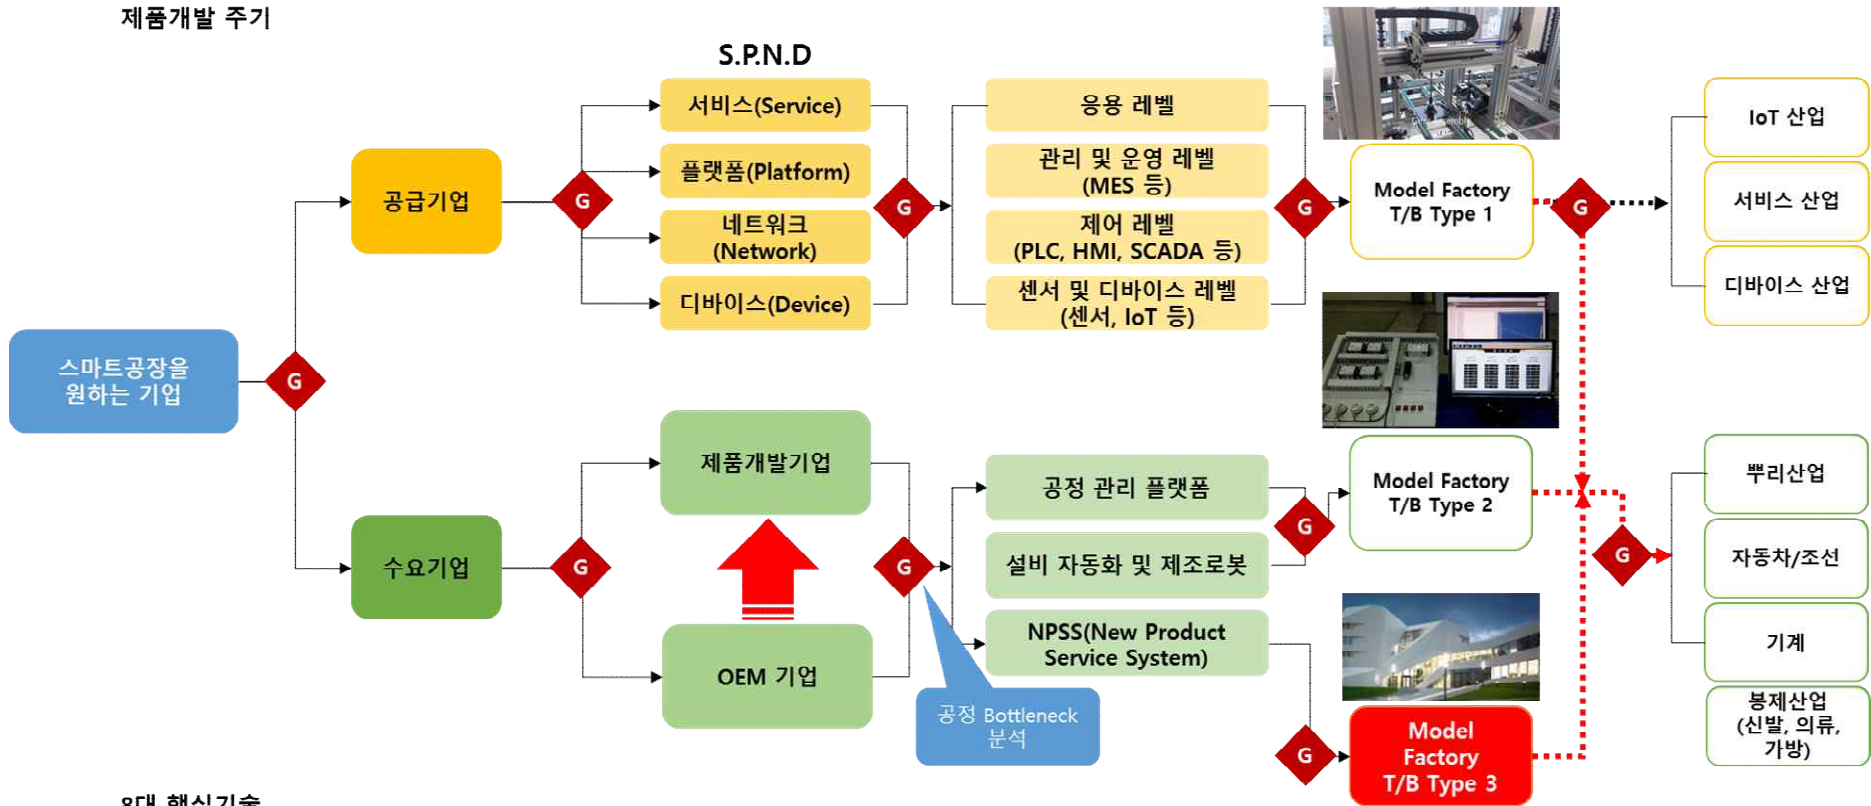 제품개발 주기
S.P.N.D
스마트공장을
원하는 기업
G
공급기업
G
서비스(Service)
플랫폼(Platform)
네트워크
(Network)
디바이스(Device)
G
응용 레벨
관리 및 운영 레벨
(MES 등)
제어 레벨
(PLC, HMI, SCADA 등)
센서 및 디바이스 레벨
(센서, IoT 등)
G
Model Factory
T/B Type 1
G
IoT 산업
서비스 산업
디바이스 산업
수요기업
G
제품개발기업
OEM 기업
G
공정 Bottleneck
분석
공정 관리 플랫폼
설비 자동화 및 제조로봇
NPSS(New Product
Service System)
G
Model Factory
T/B Type 2
G
Model
Factory
T/B Type 3
G
뿌리산업
자동차/조선
기계
봉제산업
(신발, 의류,
가방)
8대 핵심기술